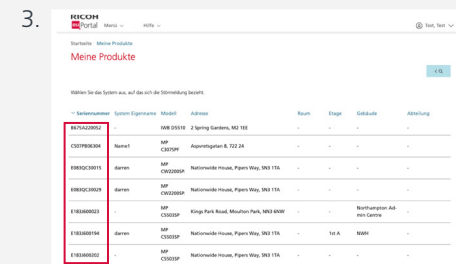 3.
RICOH
Portal Menü Hilfe Test, Test
Startseite Meine Produkte
Meine Produkte
Wählen Sie das System aus, auf das sich die Störmeldung bezieht.
Seriennummer System Eigenname Modell Adresse Raum Etage Gebäude Abteilung
B675A220052 - IWB D5510 2 Spring Gardens, M2 1EE - - - -
C507PB06304 Name1 MP C307SPF Aspvretsgatan 8, 722 24 - - - -
E083QC30015 darren MP CW2200SP Nationwide House, Pipers Way, SN3 1TA - - - -
E083QC30029 darren MP CW2200SP Nationwide House, Pipers Way, SN3 1TA - - - -
E183J600023 - MP C5503SP Kings Park Road, Moulton Park, NN3 6NW - - Northampton Admin Centre -
E183J600194 darren MP C5503SP Nationwide House, Pipers Way, SN3 1TA - 1st A NWH -
E183J600202 - MP C5503SP Nationwide House, Pipers Way, SN3 1TA - - - -